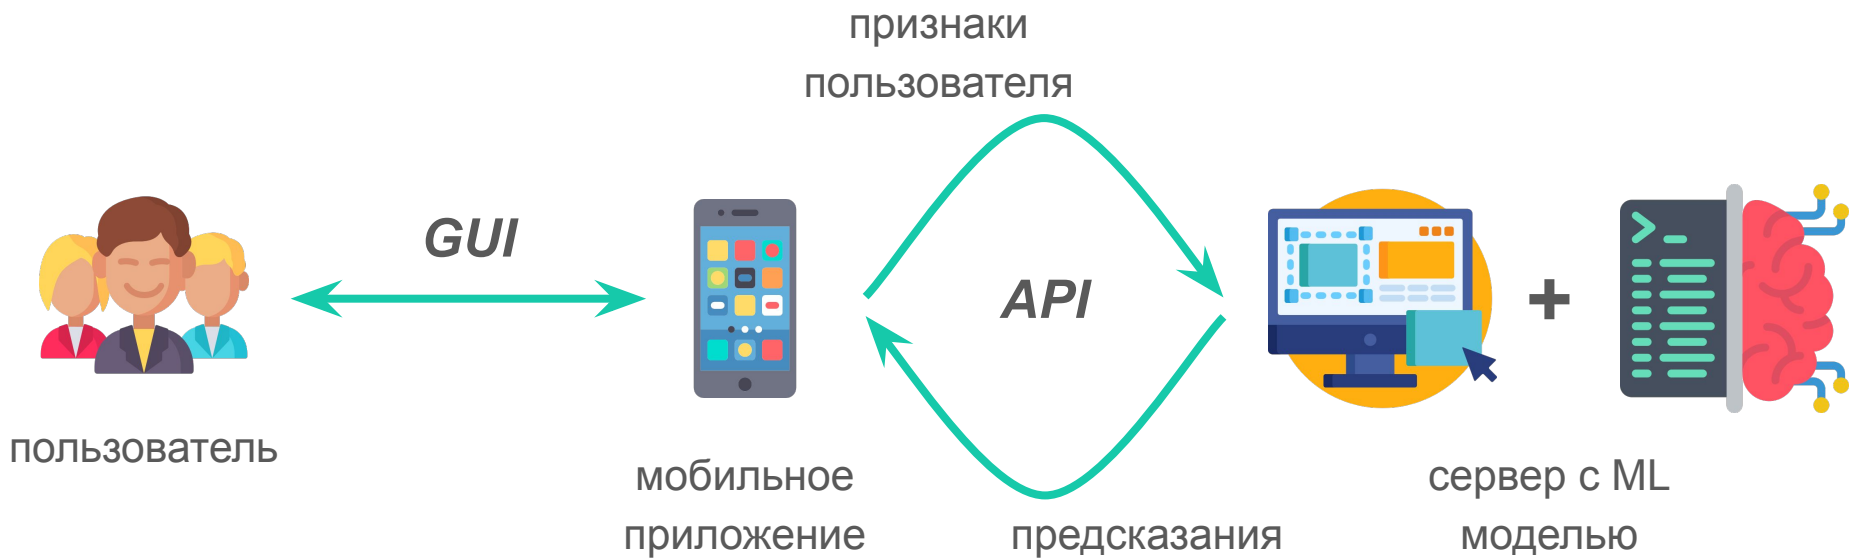 признаки
пользователя
GUI
API
пользователь
мобильное
приложение
предсказания
сервер с ML
моделью